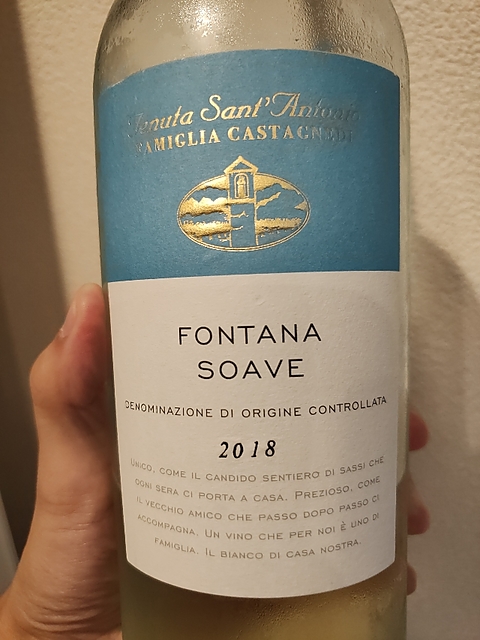 Tenuta Sant'Antonio
FAMIGLIA CASTAGNEDI
FONTANA
SOAVE
DENOMINAZIONE DI ORIGINE CONTROLLATA
2018
UNICO, COME IL CANDIDO SENTIERO DI SASSI CHE
OGNI SERA CI PORTA A CASA. PREZIOSO, COME
IL VECCHIO AMICO CHE PASSO DOPO PASSO CI
ACCOMPAGNA. UN VINO CHE PER NOI È UNO DI
FAMIGLIA. IL BIANCO DI CASA NOSTRA.